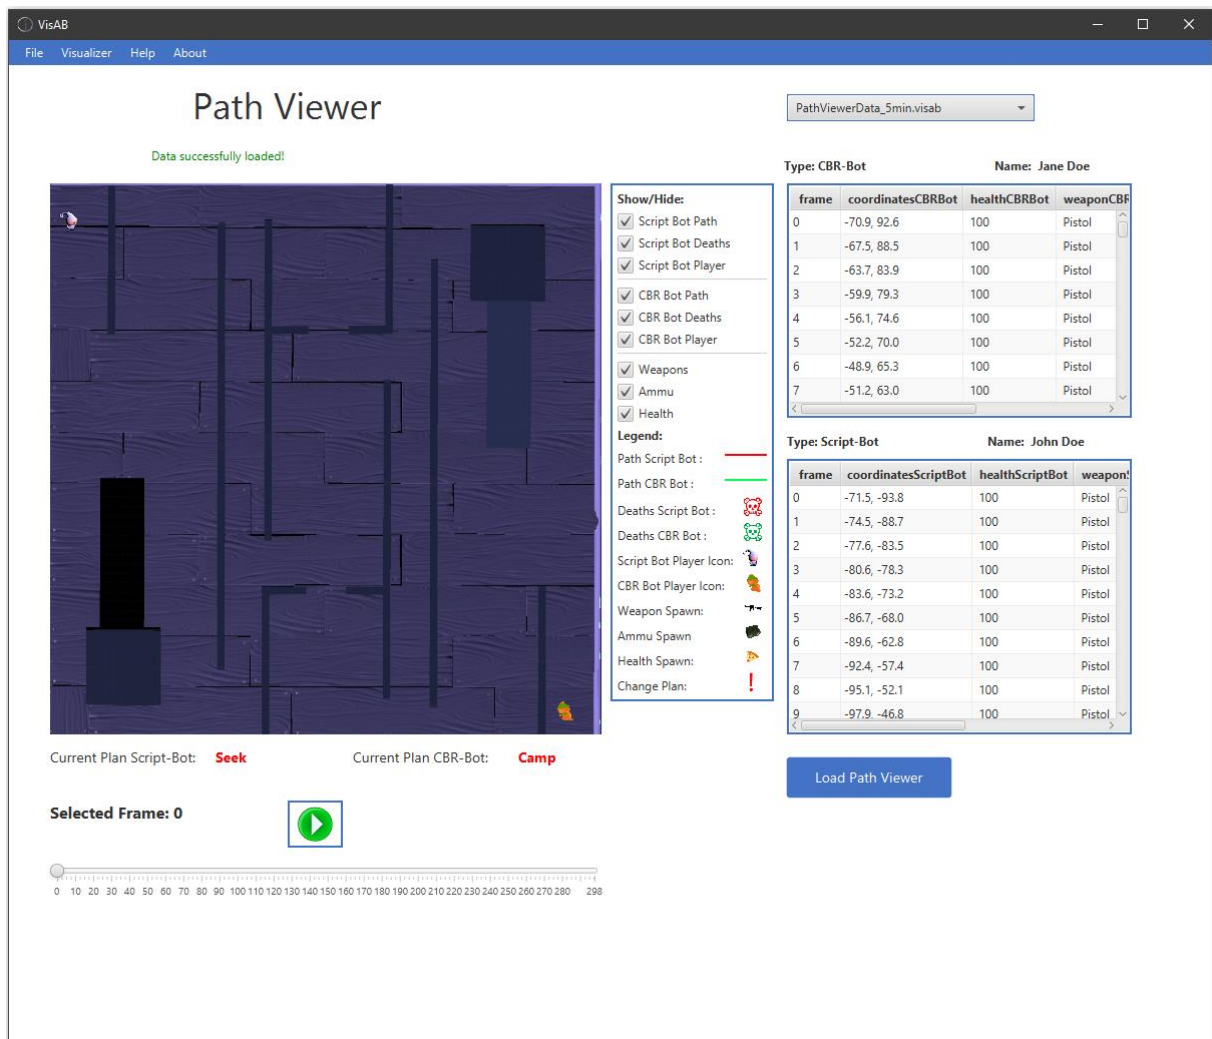 VisAB
File Visualizer Help About
Path Viewer
Data successfully loaded!
PathViewerData_5min.visab
Type: CBR-Bot Name: Jane Doe
frame coordinatesCBRBot healthCBRBot weaponCBR
0 -70.9, 92.6 100 Pistol
1 -67.5, 88.5 100 Pistol
2 -63.7, 83.9 100 Pistol
3 -59.9, 79.3 100 Pistol
4 -56.1, 74.6 100 Pistol
5 -52.2, 70.0 100 Pistol
6 -48.9, 65.3 100 Pistol
7 -51.2, 63.0 100 Pistol
Show/Hide:
Script Bot Path
Script Bot Deaths
Script Bot Player
CBR Bot Path
CBR Bot Deaths
CBR Bot Player
Weapons
Ammu
Health
Legend:
Path Script Bot :
Path CBR Bot :
Deaths Script Bot :
Deaths CBR Bot :
Script Bot Player Icon:
CBR Bot Player Icon:
Weapon Spawn:
Ammu Spawn
Health Spawn:
Change Plan:
Type: Script-Bot Name: John Doe
frame coordinatesScriptBot healthScriptBot weaponS
0 -71.5, -93.8 100 Pistol
1 -74.5, -88.7 100 Pistol
2 -77.6, -83.5 100 Pistol
3 -80.6, -78.3 100 Pistol
4 -83.6, -73.2 100 Pistol
5 -86.7, -68.0 100 Pistol
6 -89.6, -62.8 100 Pistol
7 -92.4, -57.4 100 Pistol
8 -95.1, -52.1 100 Pistol
9 -97.9, -46.8 100 Pistol
Current Plan Script-Bot: Seek Current Plan CBR-Bot: Camp
Load Path Viewer
Selected Frame: 0
0 10 20 30 40 50 60 70 80 90 100 110 120 130 140 150 160 170 180 190 200 210 220 230 240 250 260 270 280 298